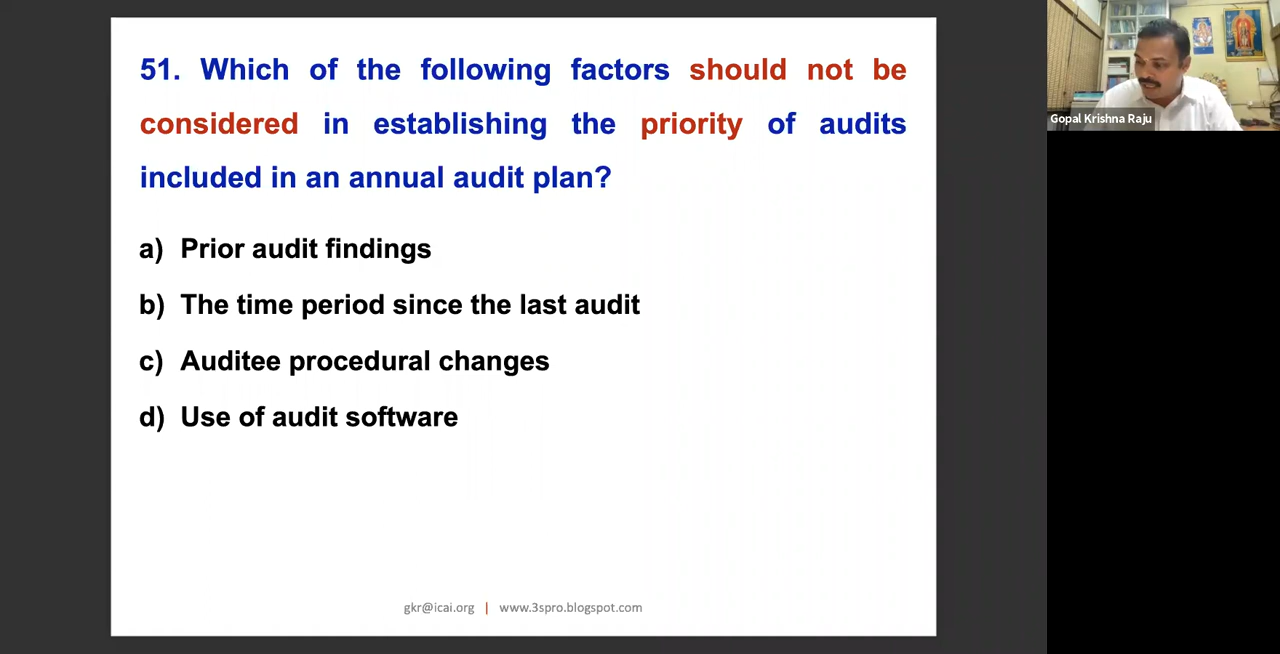 51. Which of the following factors should not be
considered in establishing the priority of audits
included in an annual audit plan?
a) Prior audit findings
b) The time period since the last audit
c) Auditee procedural changes
d) Use of audit software
gkr@icai.org | www.3spro.blogspot.com
Gopal Krishna Raju